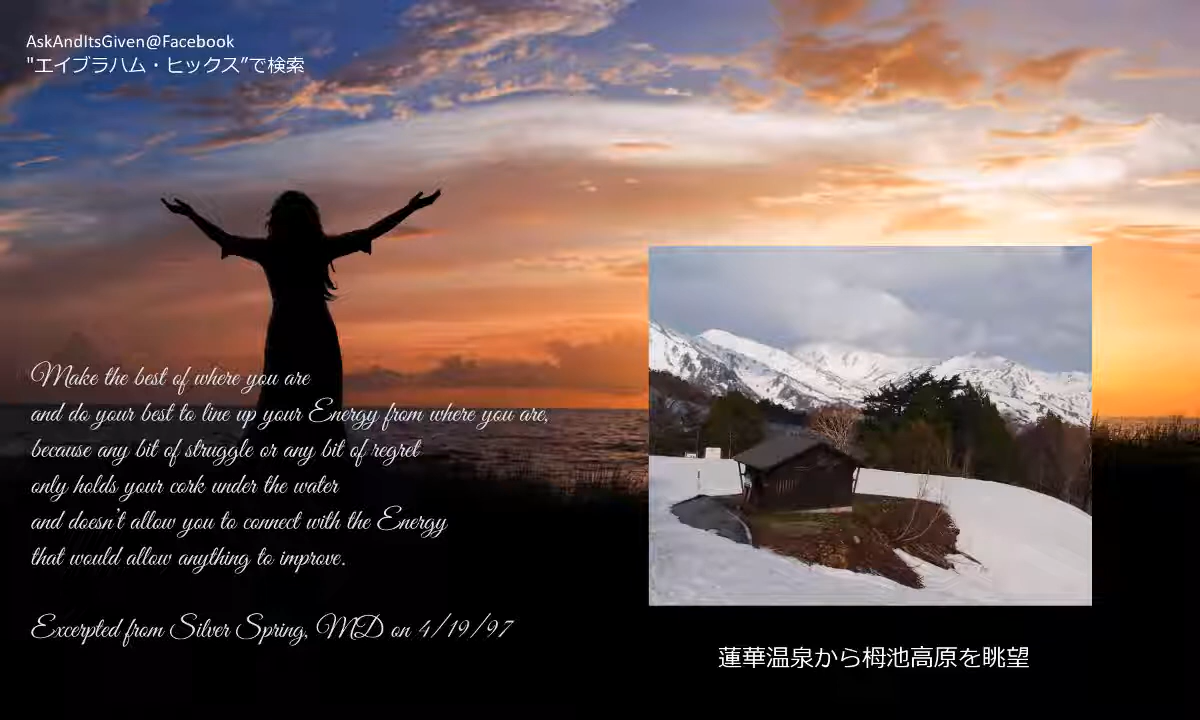 AskAndItsGiven@Facebook
"エイブラハム・ヒックス”で検索
Make the best of where you are
and do your best to line up your Energy from where you are,
because any bit of struggle or any bit of regret
only holds your cork under the water
and doesn't allow you to connect with the Energy
that would allow anything to improve.
Excerpted from Silver Spring, MD on 4/19/97
蓮華温泉から栂池高原を眺望